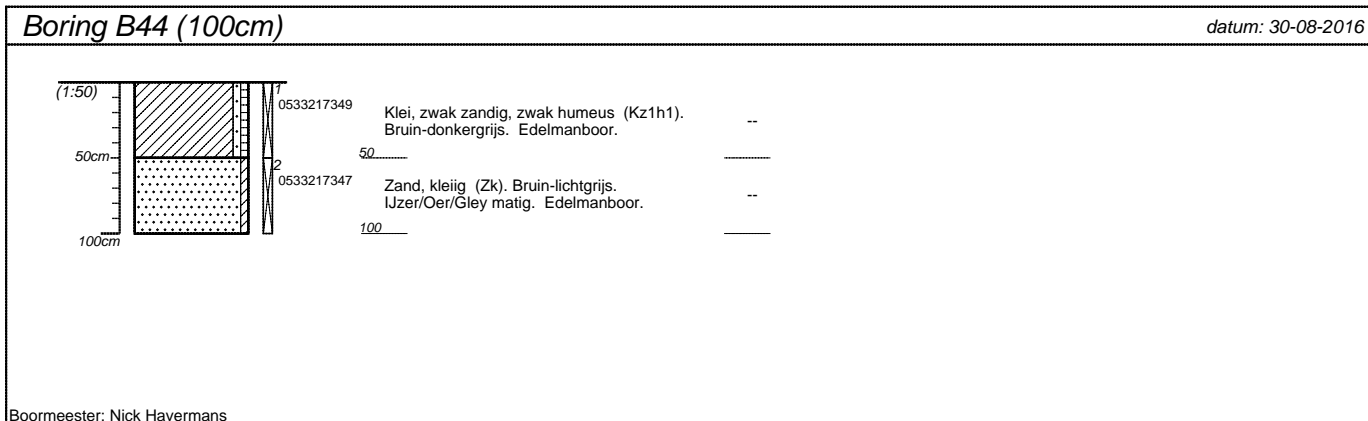 Boring B44 (100cm)
datum: 30-08-2016
(1:50)
1
0533217349
Klei, zwak zandig, zwak humeus (Kz1h1).
Bruin-donkergrijs. Edelmanboor.
--
50cm
50
2
0533217347
Zand, kleiig (Zk). Bruin-lichtgrijs.
IJzer/Oer/Gley matig. Edelmanboor.
--
100cm
100
Boormeester: Nick Havermans